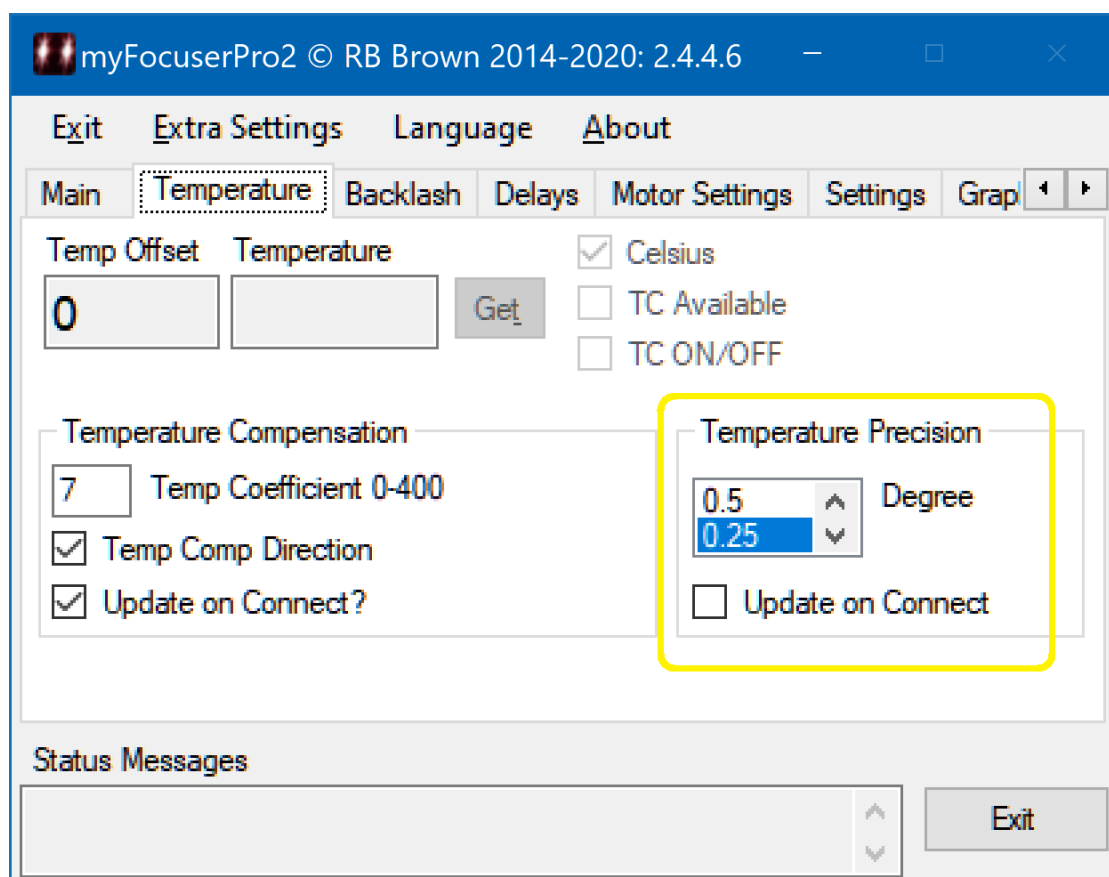 myFocuserPro2 © RB Brown 2014-2020: 2.4.4.6
Exit Extra Settings Language About
Main Temperature Backlash Delays Motor Settings Settings Grap
Temp Offset Temperature
Celsius
0
Get
TC Available
TC ON/OFF
Temperature Compensation
7 Temp Coefficient 0-400
Temp Comp Direction
Update on Connect?
Temperature Precision
0.5
0.25
Degree
Update on Connect
Status Messages
Exit